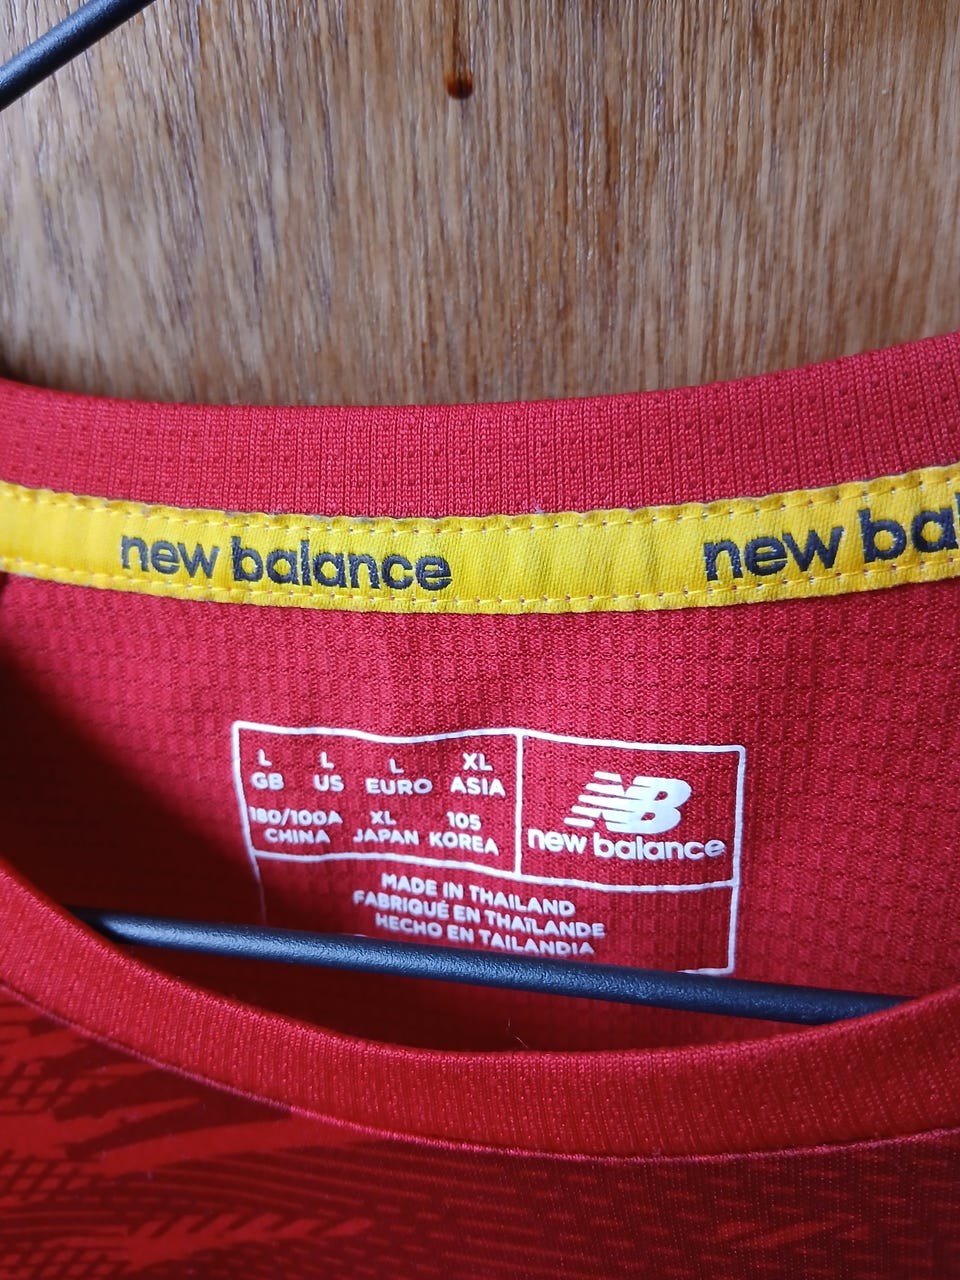 new balance
new ba
L L L XL
GB US EURO ASIA
180/100A XL 105
CHINA JAPAN KOREA
NB
new balance
MADE IN THAILAND
FABRIQUÉ EN THAÏLANDE
HECHO EN TAILANDIA